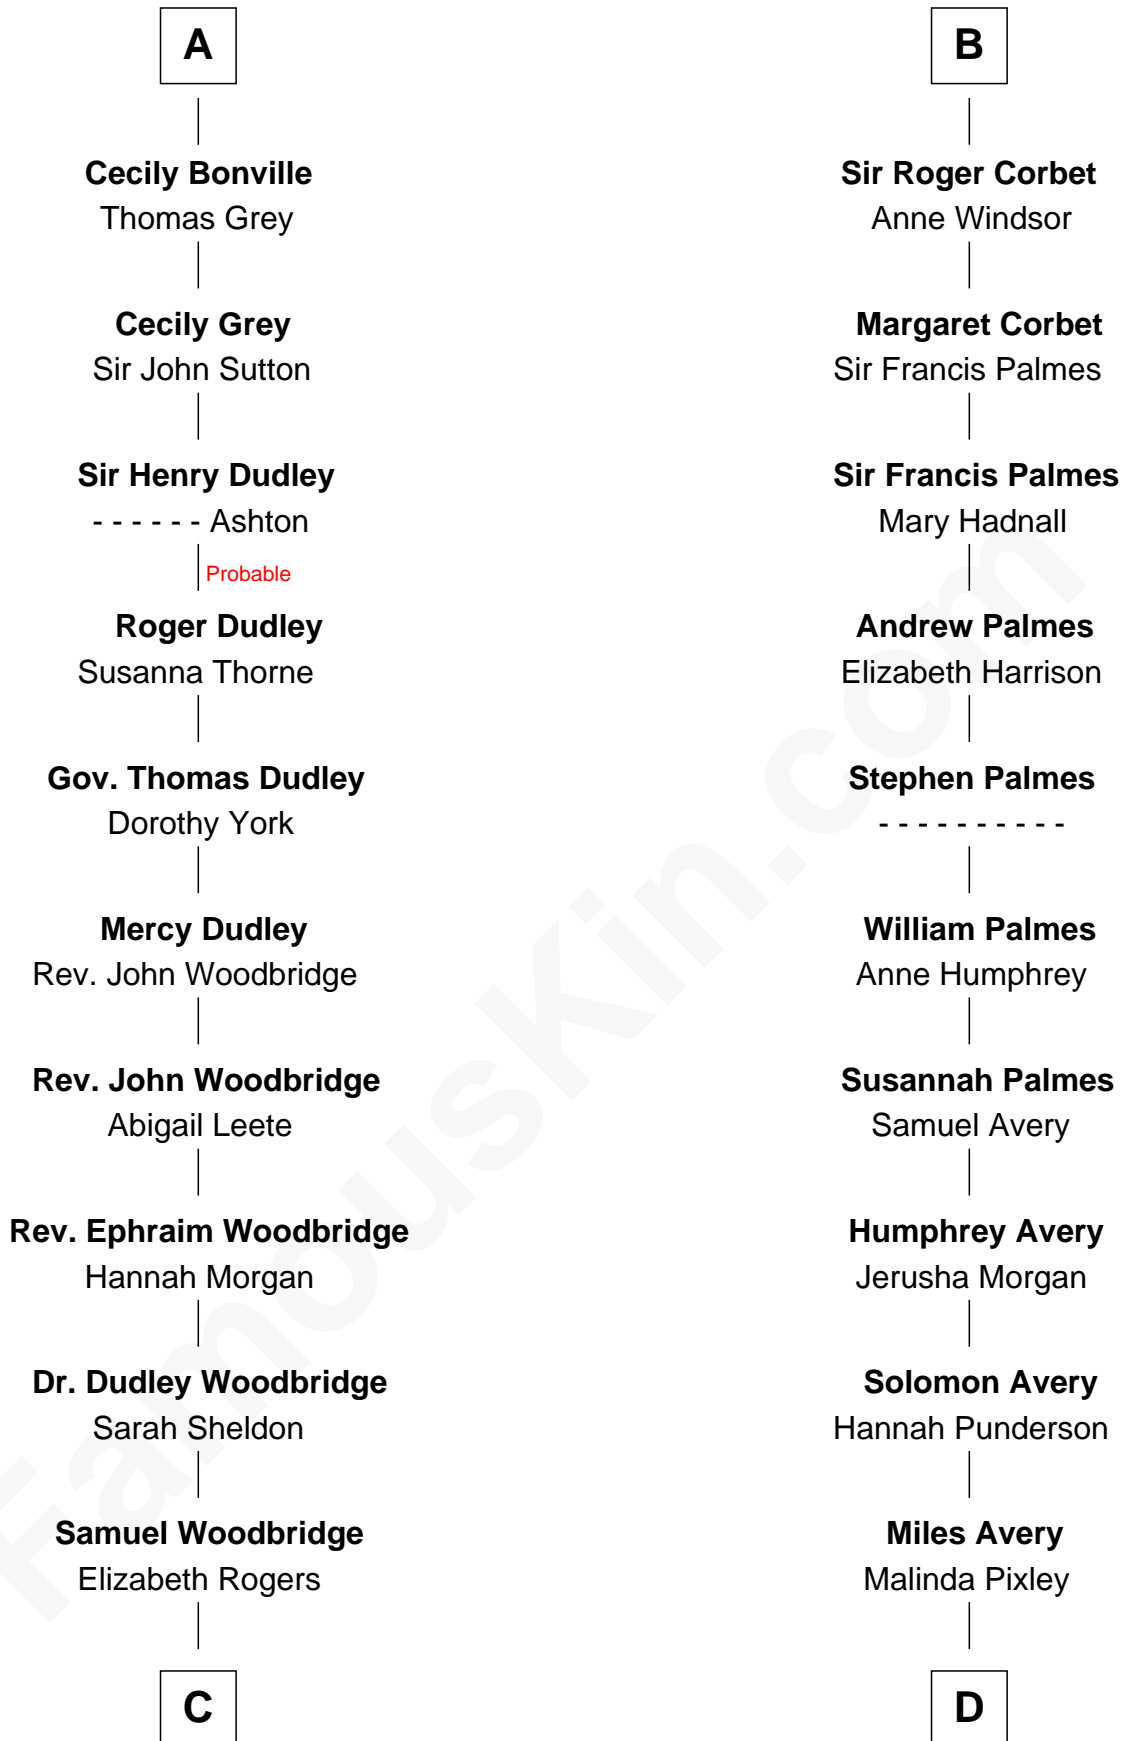 A
Cecily Bonville
Thomas Grey
Cecily Grey
Sir John Sutton
Sir Henry Dudley
- - - - - - Ashton
Probable
Roger Dudley
Susanna Thorne
Gov. Thomas Dudley
Dorothy York
Mercy Dudley
Rev. John Woodbridge
Rev. John Woodbridge
Abigail Leete
Rev. Ephraim Woodbridge
Hannah Morgan
Dr. Dudley Woodbridge
Sarah Sheldon
Samuel Woodbridge
Elizabeth Rogers
C
B
Sir Roger Corbet
Anne Windsor
Margaret Corbet
Sir Francis Palmes
Sir Francis Palmes
Mary Hadnall
Andrew Palmes
Elizabeth Harrison
Stephen Palmes
- - - - - - - - - -
William Palmes
Anne Humphrey
Susannah Palmes
Samuel Avery
Humphrey Avery
Jerusha Morgan
Solomon Avery
Hannah Punderson
Miles Avery
Malinda Pixley
D
FamousKin.com